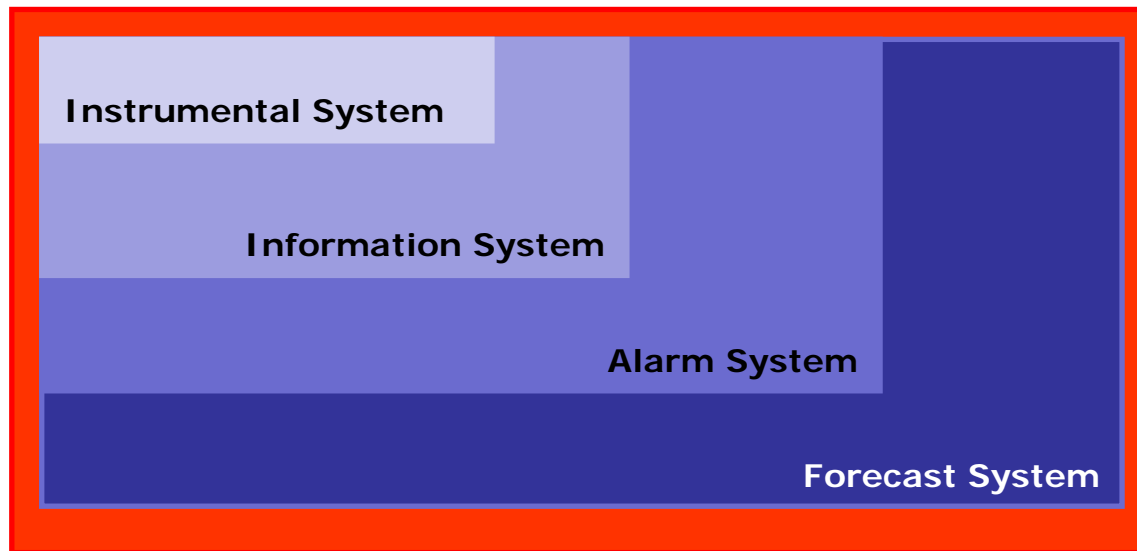 Instrumental System
Information System
Alarm System
Forecast System